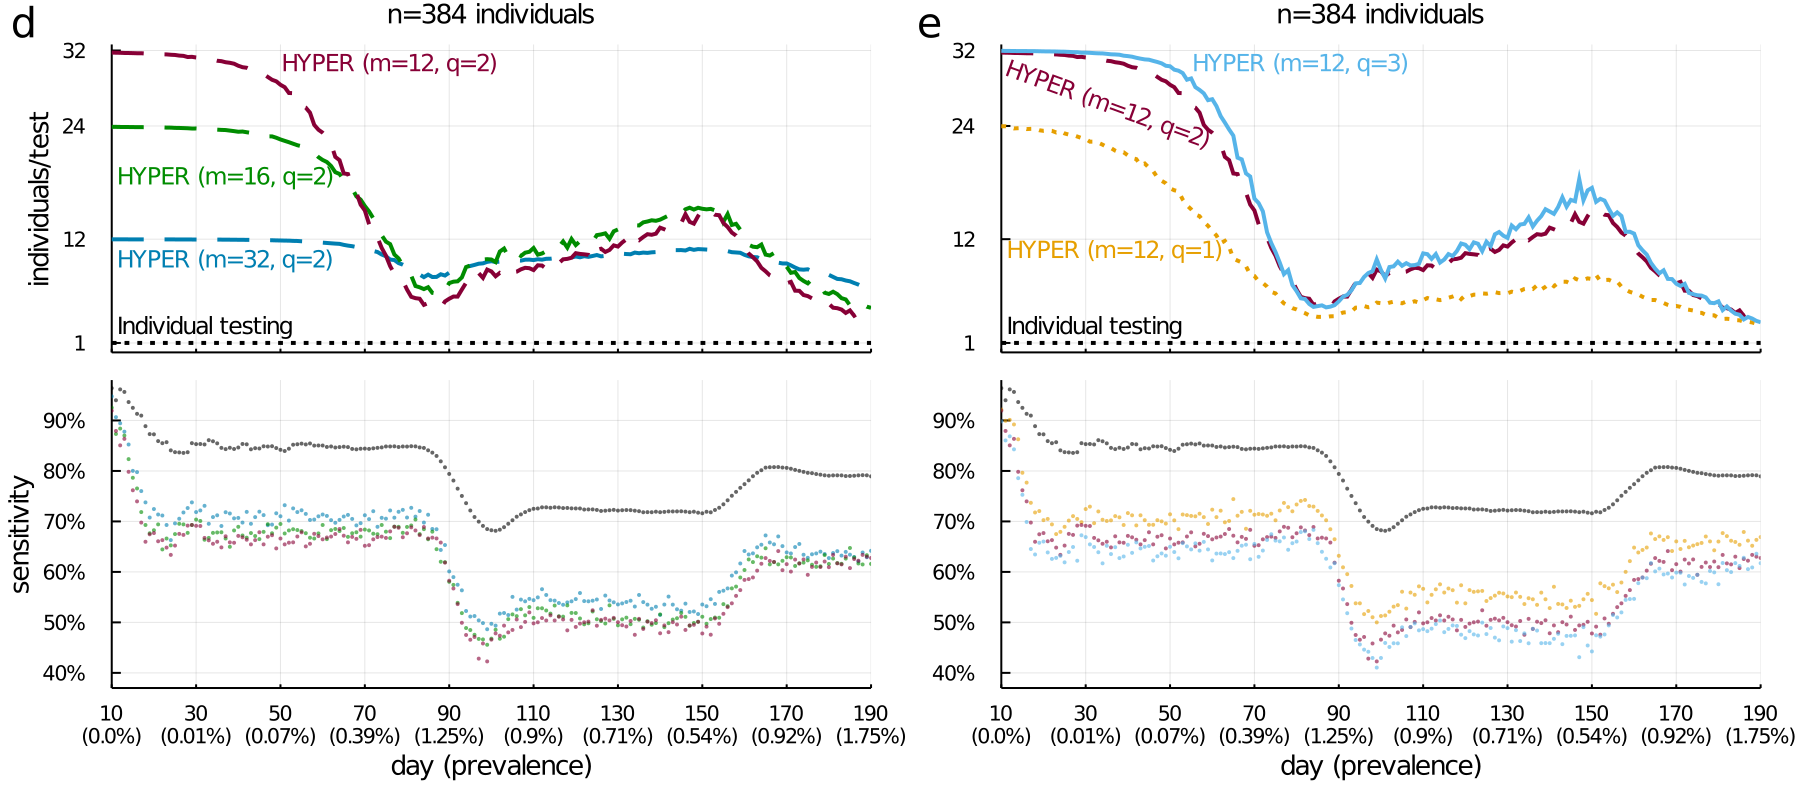 d
n=384 individuals
individuals/test
32
24
12
1
HYPER (m=12, q=2)
HYPER (m=16, q=2)
HYPER (m=32, q=2)
Individual testing
sensitivity
90%
80%
70%
60%
50%
40%
10 30 50 70 90 110 130 150 170 190
(0.0%) (0.01%) (0.07%) (0.39%) (1.25%) (0.9%) (0.71%) (0.54%) (0.92%) (1.75%)
day (prevalence)
e
n=384 individuals
32
24
12
1
HYPER (m=12, q=3)
HYPER (m=12, q=2)
HYPER (m=12, q=1)
Individual testing
90%
80%
70%
60%
50%
40%
10 30 50 70 90 110 130 150 170 190
(0.0%) (0.01%) (0.07%) (0.39%) (1.25%) (0.9%) (0.71%) (0.54%) (0.92%) (1.75%)
day (prevalence)